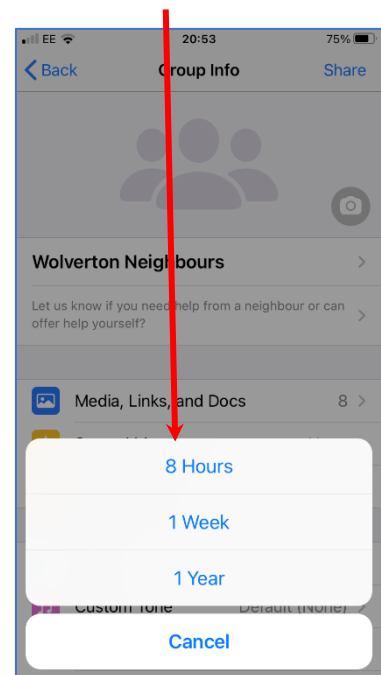 EE 20:53 75%
Back Group Info Share
Wolverton Neighbours
Let us know if you need help from a neighbour or can
offer help yourself?
Media, Links, and Docs 8
8 Hours
1 Week
1 Year
Custom Tone Default (None)
Cancel